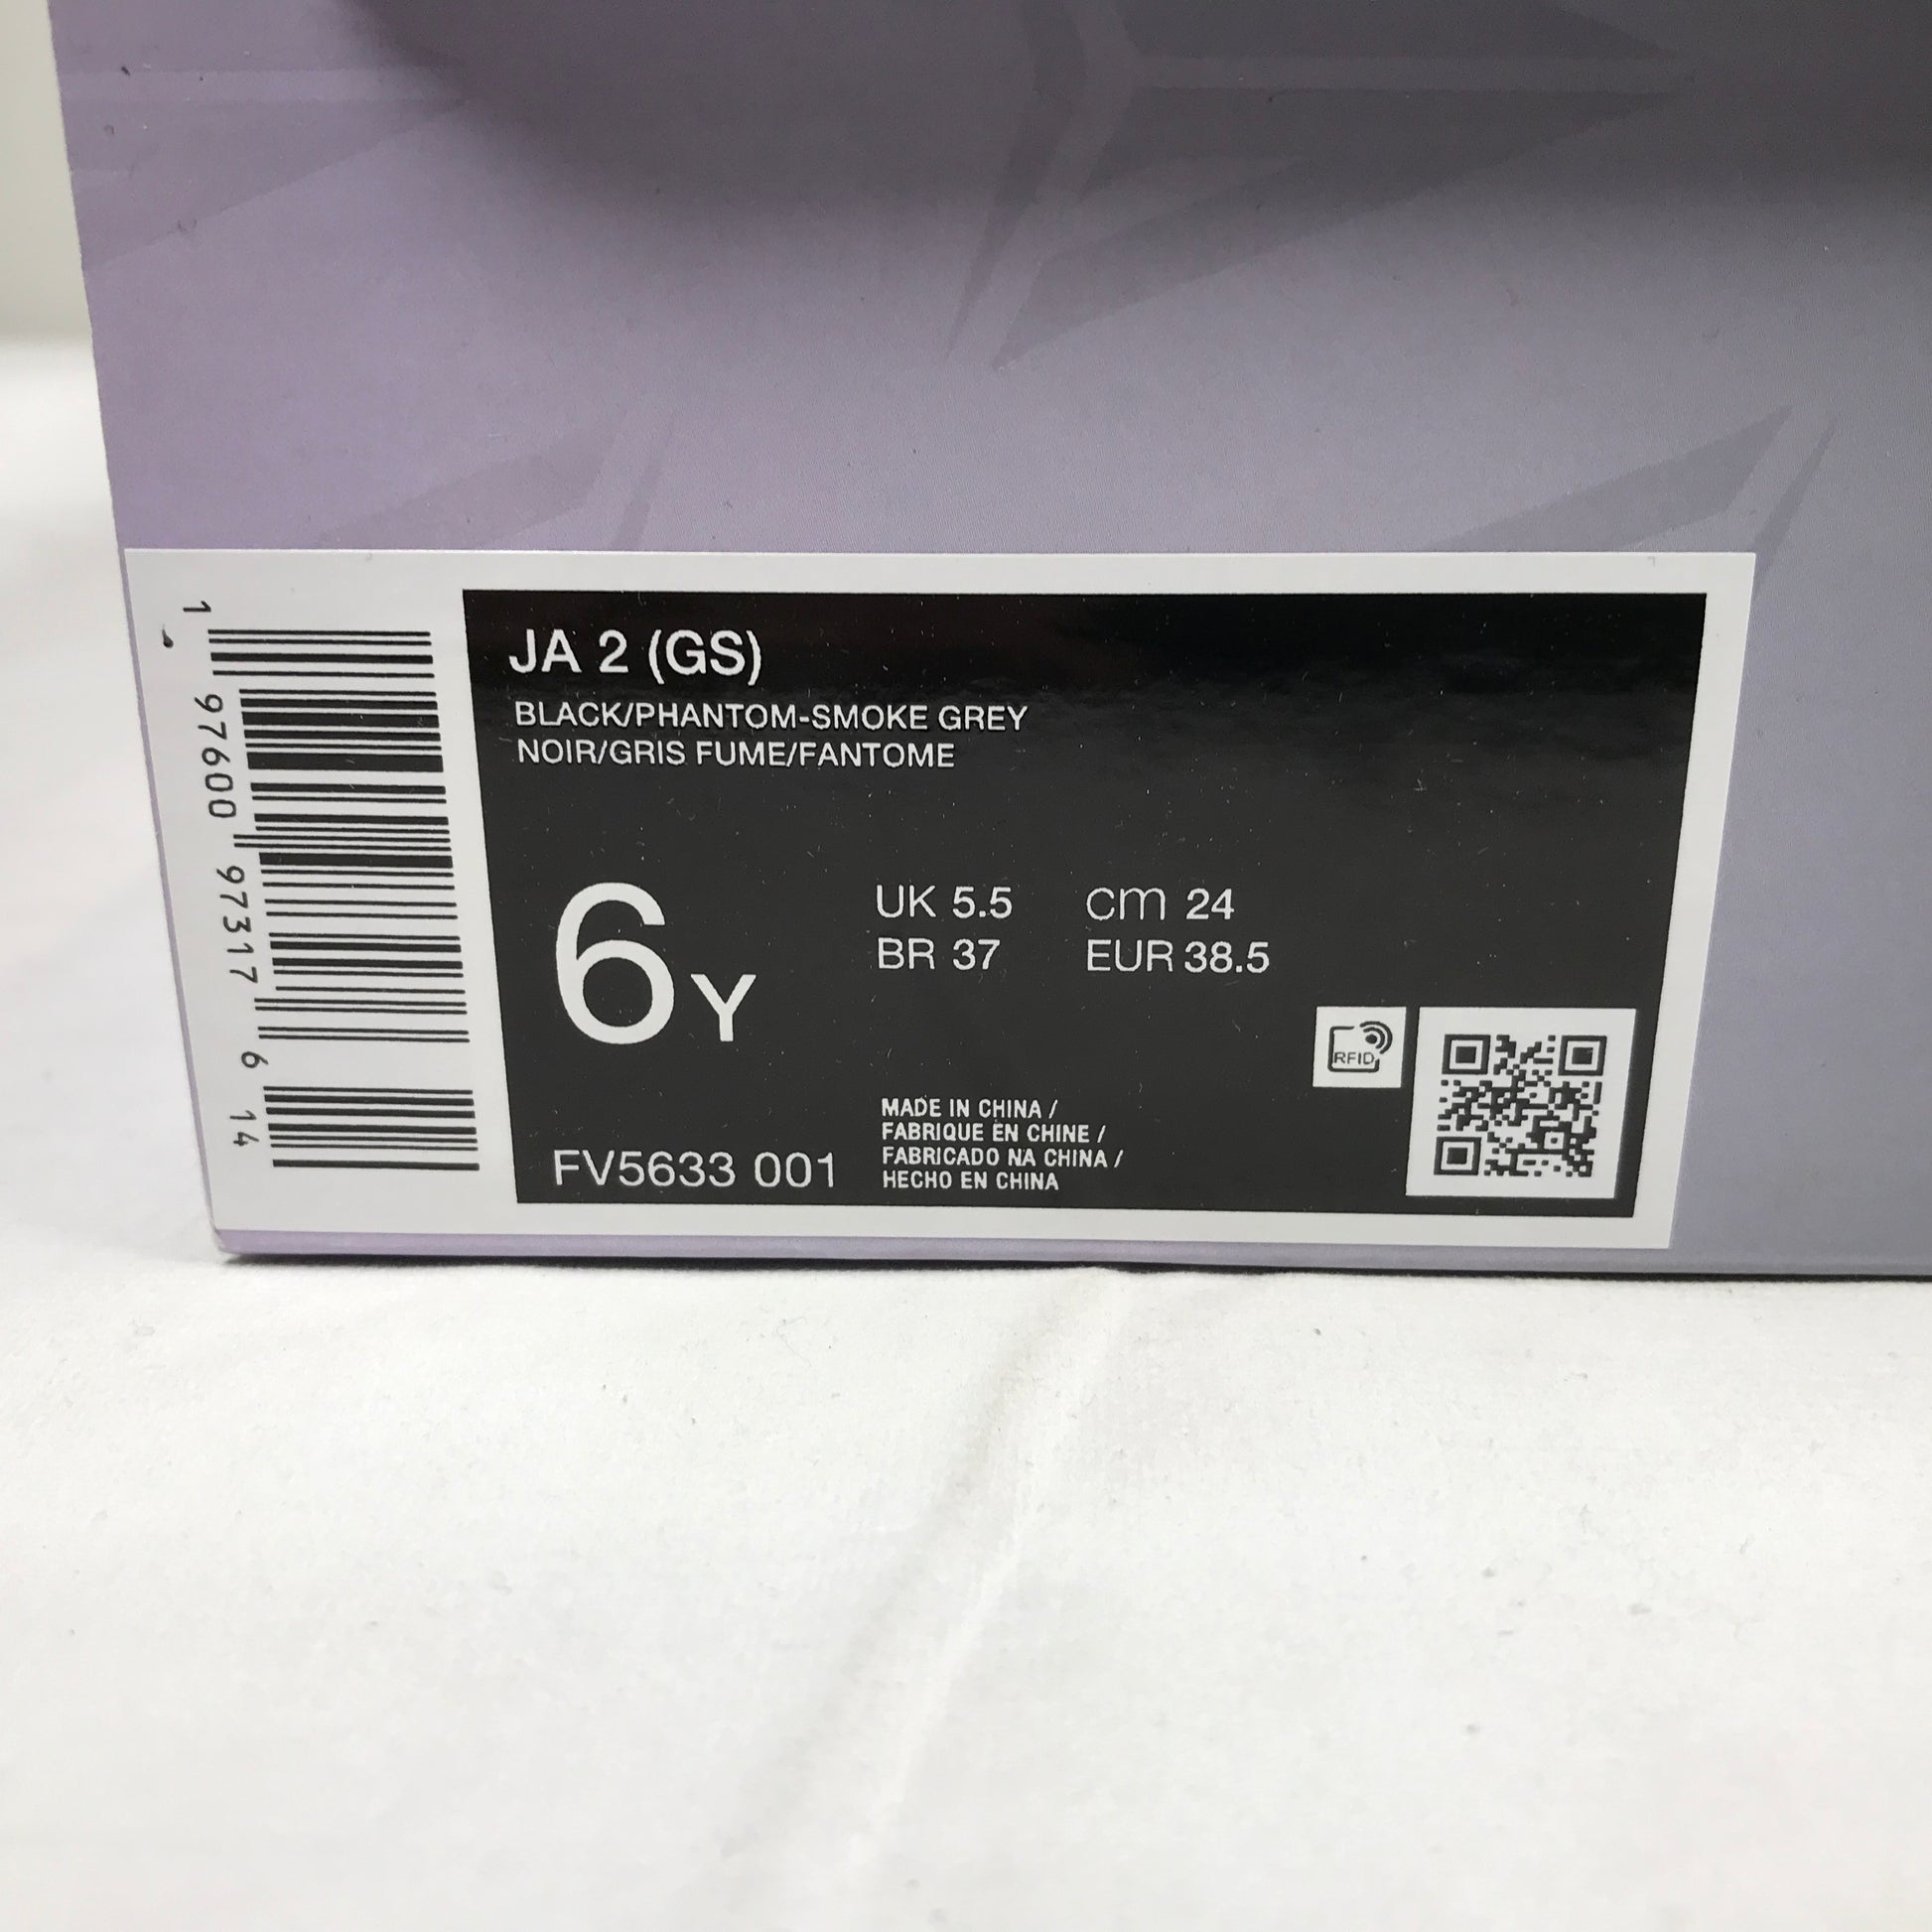 JA 2 (GS)
BLACK/PHANTOM-SMOKE GREY
NOIR/GRIS FUME/FANTOME
6Y
UK 5.5 cm 24
BR 37 EUR 38.5
MADE IN CHINA /
FABRIQUE EN CHINE /
FABRICADO NA CHINA /
HECHO EN CHINA
FV5633 001
RFID
1 97600 97317 6 14